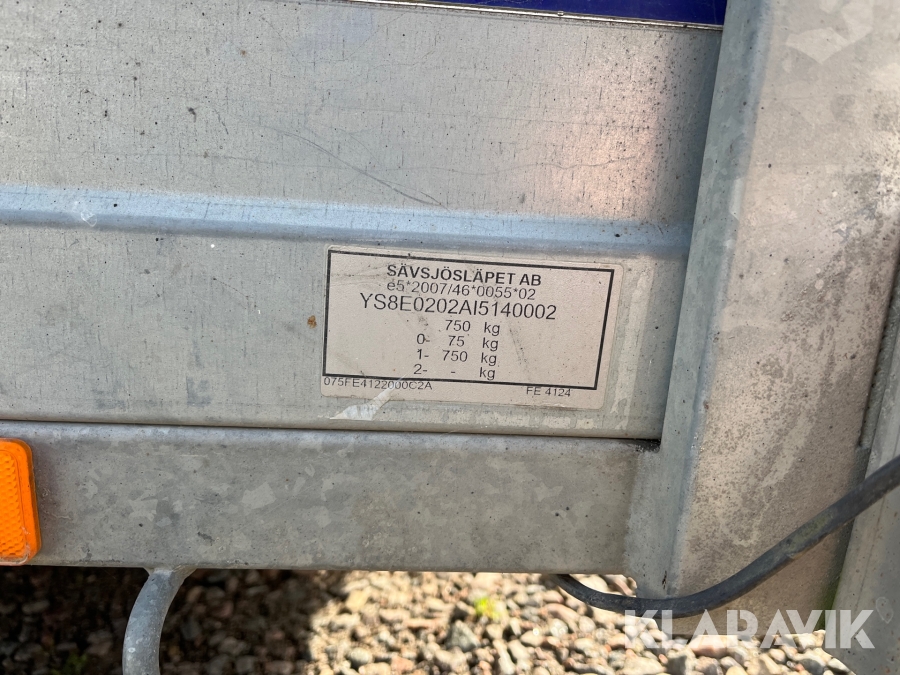 SÄVSJÖSLÄPET AB
e5*2007/46*0055*02
YS8E0202AI5140002
750 kg
0- 75 kg
1- 750 kg
2- - kg
075FE4122000C2A FE 4124
KLARAVIK